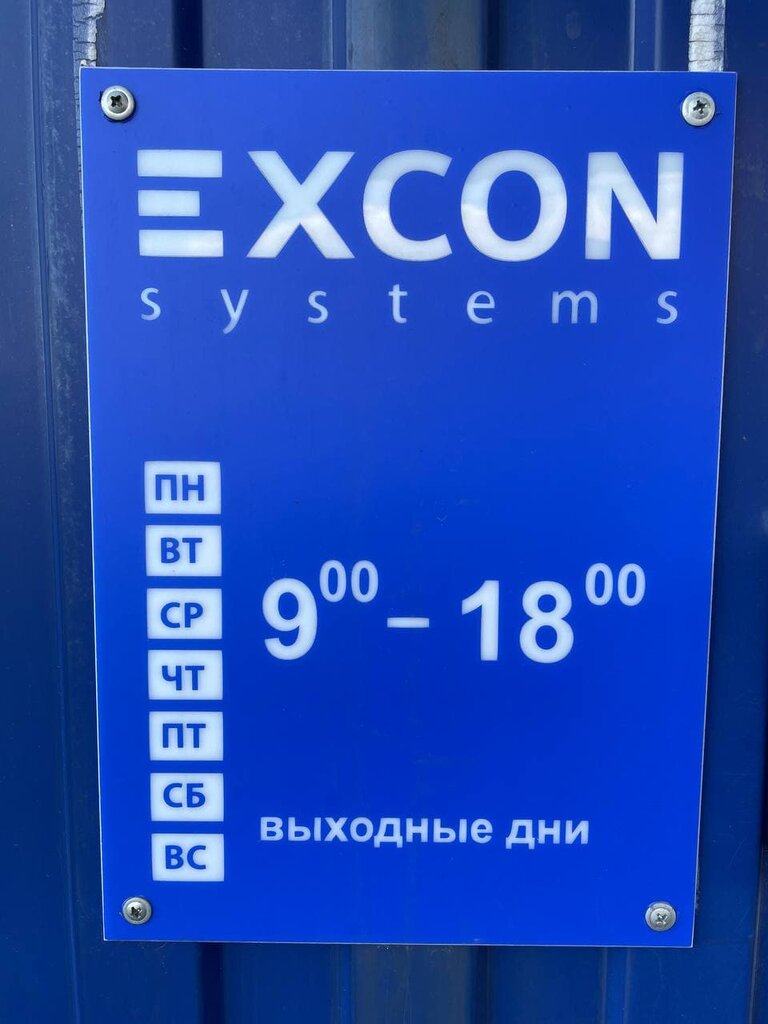 EXCON
systems
ПН
ВТ
СР
ЧТ
ПТ
9⁰⁰ – 18⁰⁰
СБ
ВС
выходные дни